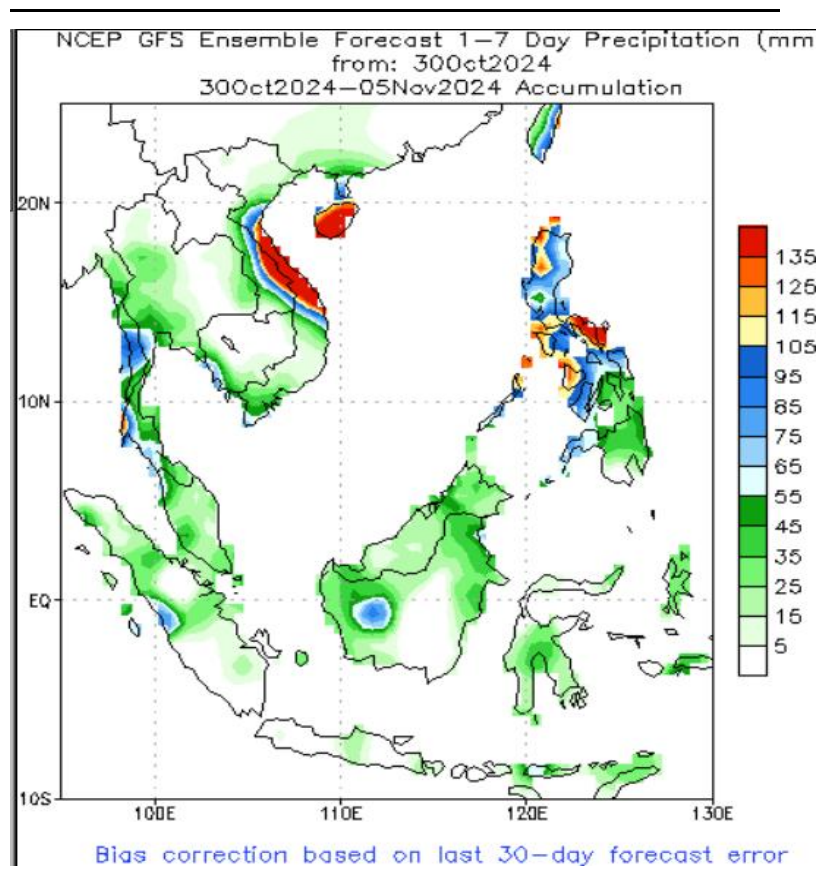 NCEP GFS Ensemble Forecast 1–7 Day Precipitation (mm
from: 30Oct2024
30Oct2024–05Nov2024 Accumulation
20N
10N
EQ
10S
100E
110E
120E
130E
135
125
115
105
95
85
75
65
55
45
35
25
15
5
Bias correction based on last 30–day forecast error